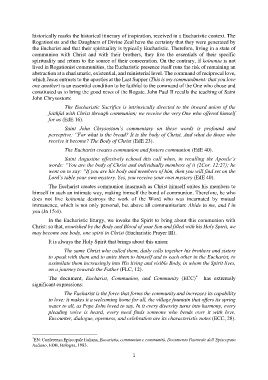 historically marks the historical itinerary of inspiration, received in a Eucharistic context. The
Rogationists and the Daughters of Divine Zeal have the certainty that they were generated by
the Eucharist and that their spirituality is typically Eucharistic. Therefore, living in a state of
communion with Christ and with their brothers, they live the essentials of their specific
spirituality and return to the source of their consecration. On the contrary, if koinonia is not
lived in Rogationist communities, the Eucharistic presence itself runs the risk of remaining an
abstraction at a dead mark, existential, and ministerial level. The command of reciprocal love,
which Jesus entrusts to the apostles at the Last Supper (This is my commandment: that you love
one another) is an essential condition to be faithful to the command of the One who chose and
constituted us to bring the good news of the Rogate. John Paul II recalls the teaching of Saint
John Chrysostom:
The Eucharistic Sacrifice is intrinsically directed to the inward union of the
faithful with Christ through communion; we receive the very One who offered himself
for us (EdE 16).
Saint John Chrysostom's commentary on these words is profound and
perceptive: "For what is the bread? It is the body of Christ. And what do those who
receive it become? The Body of Christ (EdE 23).
The Eucharist creates communion and fosters communion (EdE 40).
Saint Augustine effectively echoed this call when, in recalling the Apostle's
words: "You are the body of Christ and individually members of it (1Cor. 12:27); he
went on to say: "If you are his body and members of him, then you will find set on the
Lord's table your own mystery. Yes, you receive your own mystery (EdE 40).
The Eucharist creates communion inasmuch as Christ himself unites his members to
himself in such an intimate way, making himself the bond of communion. Therefore, he who
does not live koinonia destroys the work of the Word who was incarnated by mutual
immanence, which is not only personal, but above all communitarian: Abide in me, and I in
you (Jn 15:4).
In the Eucharistic liturgy, we invoke the Spirit to bring about this communion with
Christ: so that, nourished by the Body and Blood of your Son and filled with his Holy Spirit, we
may become one body, one spirit in Christ (Eucharistic Prayer III).
It is always the Holy Spirit that brings about this union:
The same Christ who called them, daily calls together his brothers and sisters
to speak with them and to unite them to himself and to each other in the Eucharist, to
assimilate them increasingly into His living and visible Body, in whom the Spirit lives,
on a journey towards the Father (FLC, 12).
The document, Eucharist, Communion, and Community (ECC)¹ has extremely
significant expressions:
The Eucharist is the force that forms the community and increases its capability
to love: it makes it a welcoming home for all, the village fountain that offers its spring
water to all, as Pope John loved to say. In it every diversity turns into harmony, every
pleading voice is heard, every need finds someone who bends over it with love.
Encounter, dialogue, openness, and celebration are its characteristic notes (ECC, 28).
¹EN: Conferenza Episcopale Italiana, Eucaristia, comunione e comunità, Documento Pastorale dell'Episcopato
Italiano, EDB, Bologna, 1983.
2